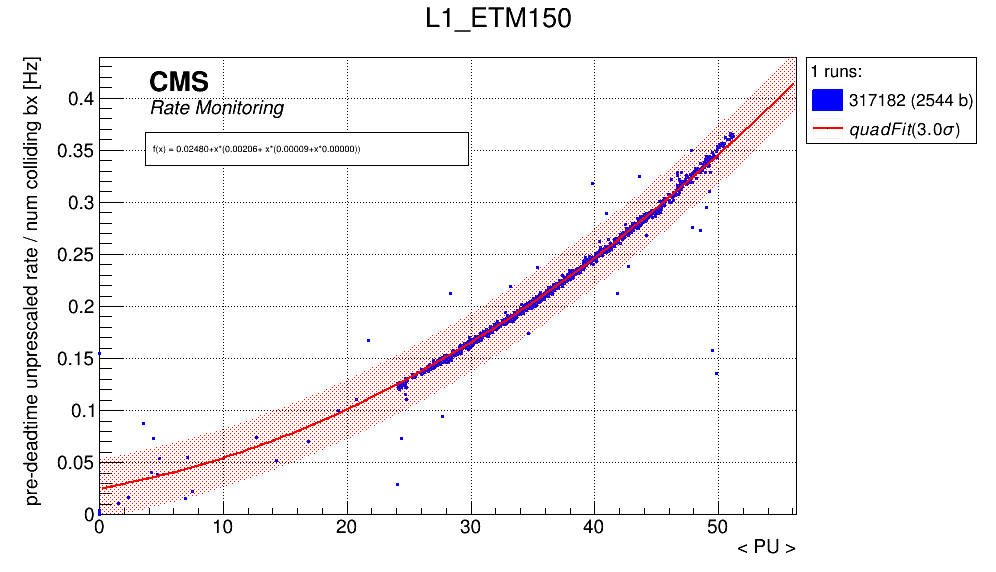 L1_ETM150
pre-deadtime unprescaled rate / num colliding bx [Hz]
CMS
Rate Monitoring
f(x) = 0.02480+x*(0.00206+ x*(0.00009+x*0.00000))
1 runs:
317182 (2544 b)
quadFit(3.0σ)
0.4
0.35
0.3
0.25
0.2
0.15
0.1
0.05
0
0 10 20 30 40 50
< PU >